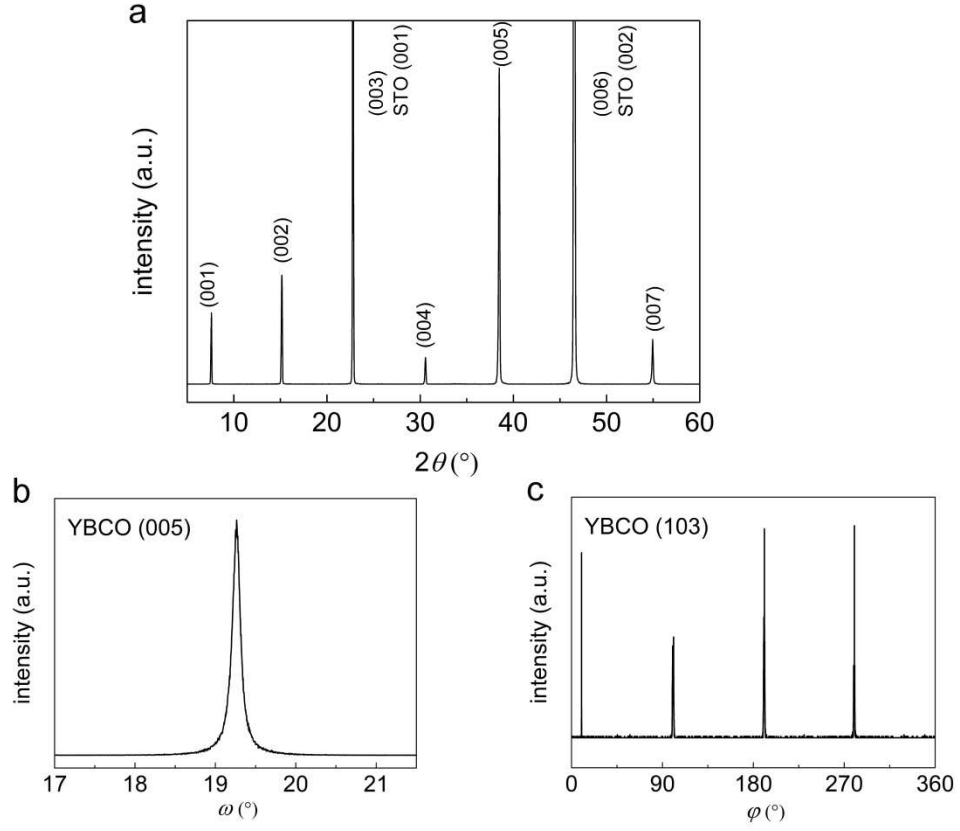 a
intensity (a.u.)
(001)
(002)
(003)
STO (001)
(004)
(005)
(006)
STO (002)
(007)
10 20 30 40 50 60
2θ (°)
b
YBCO (005)
intensity (a.u.)
17 18 19 20 21
ω (°)
c
YBCO (103)
intensity (a.u.)
0 90 180 270 360
φ (°)